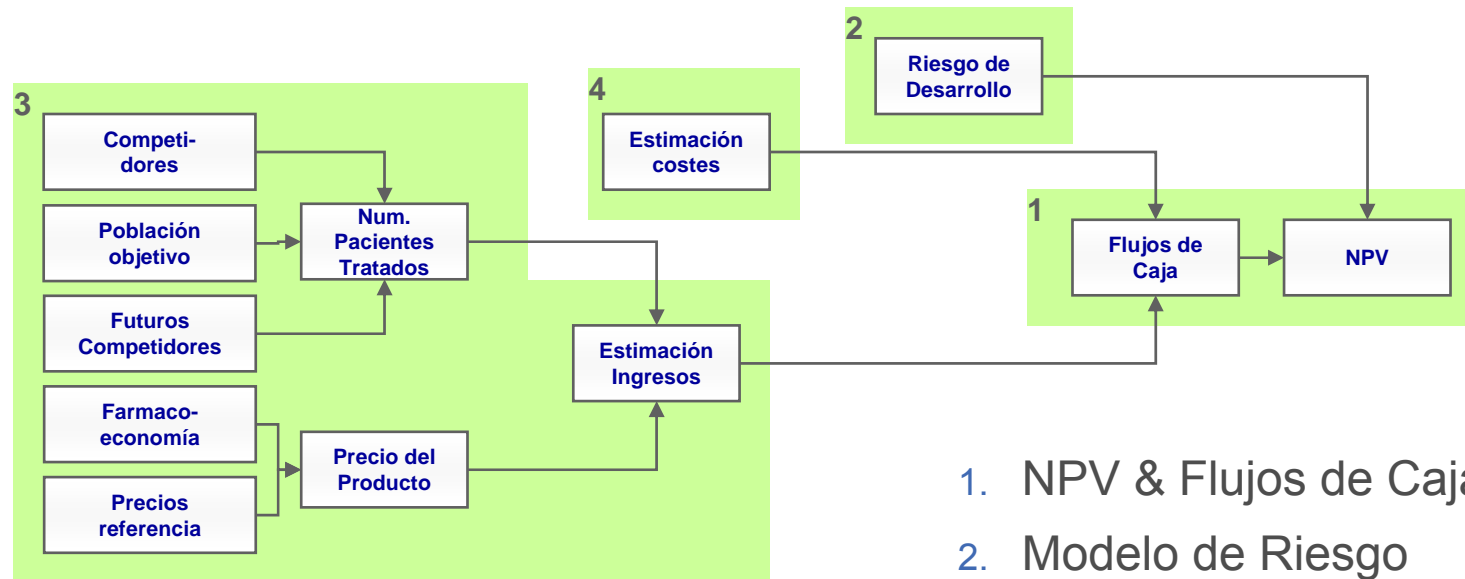 2
Riesgo de
Desarrollo
3
4
Competi-
dores
Estimación
costes
Población
objetivo
Num.
Pacientes
Tratados
1
Flujos de
Caja
NPV
Futuros
Competidores
Estimación
Ingresos
Farmaco-
economía
Precio del
Producto
Precios
referencia
1. NPV & Flujos de Caja
2. Modelo de Riesgo